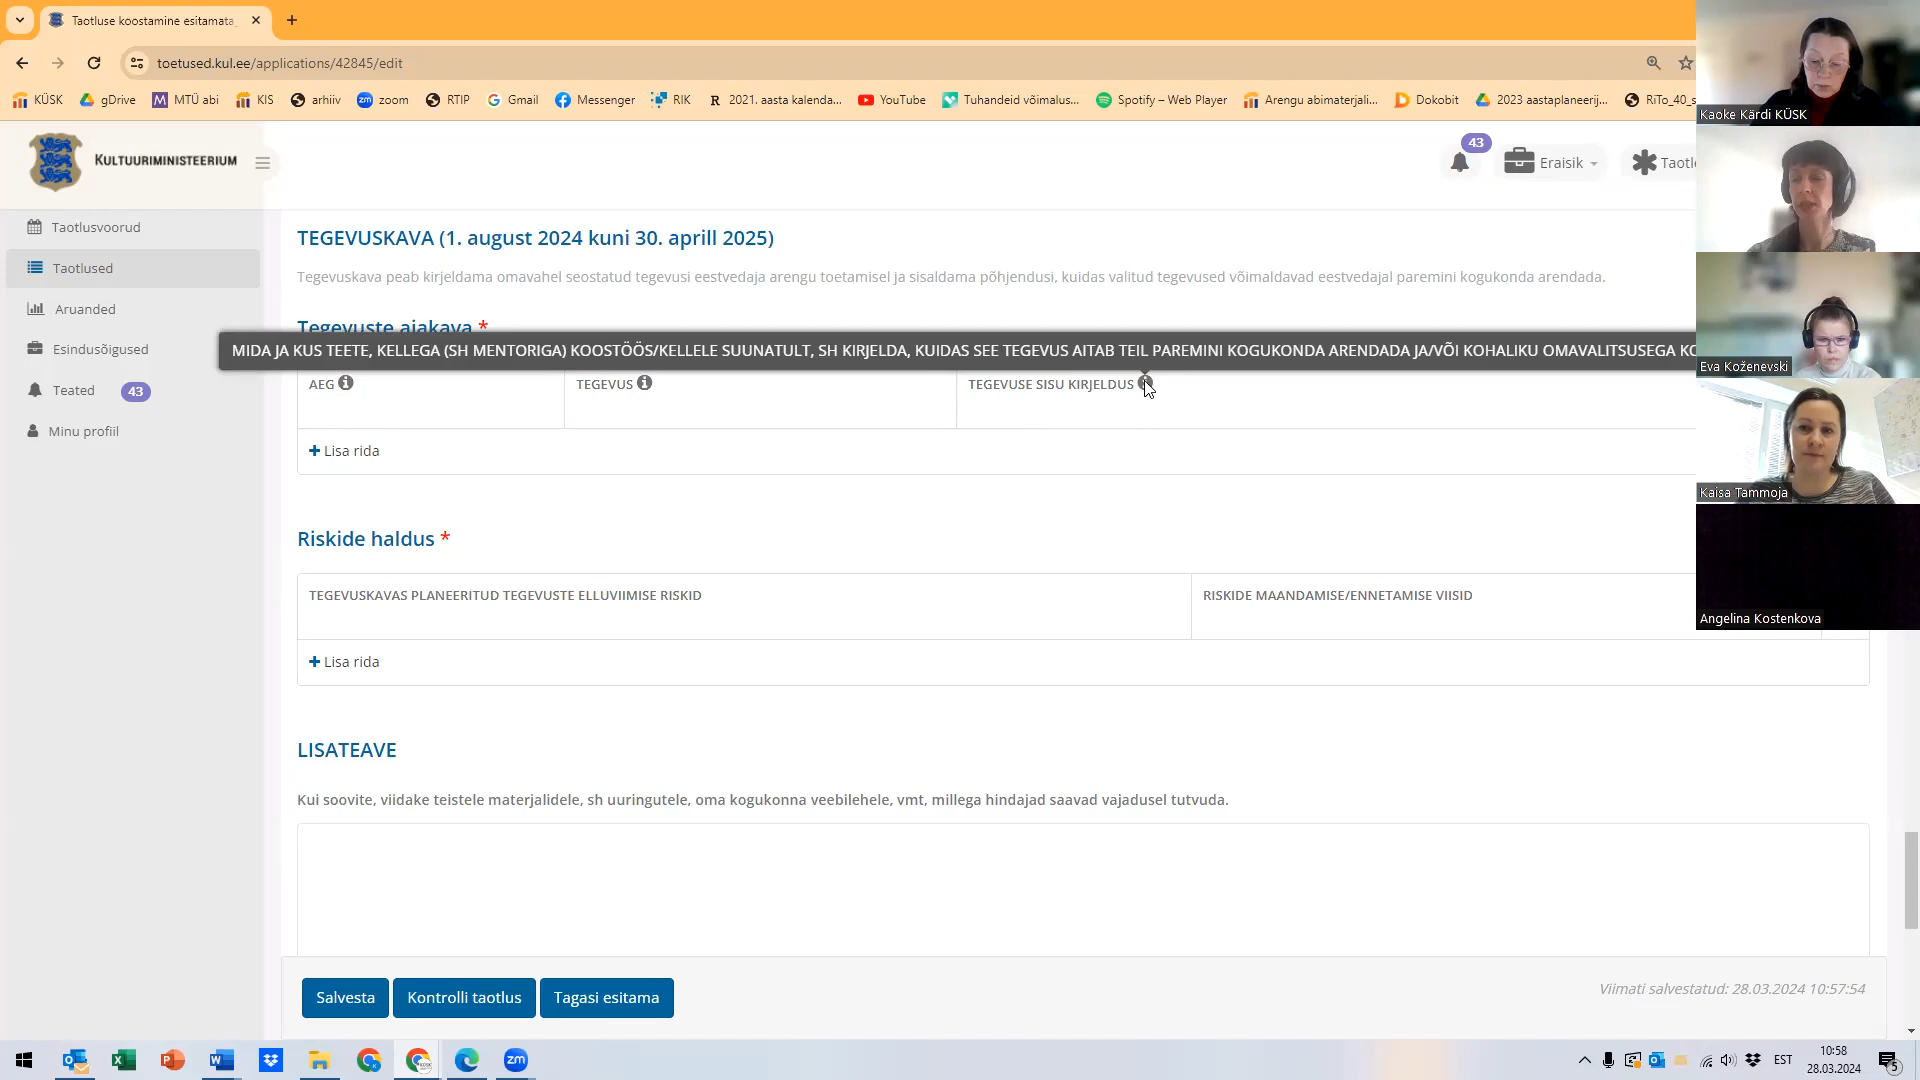 Taotluse koostamine esitamata
toetused.kul.ee/applications/42845/edit
KÜSK
gDrive
MTÜ abi
KIS
arhiiv
zoom
RTIP
Gmail
Messenger
RIK
2021. aasta kalenda...
YouTube
Tuhandeid võimalus...
Spotify – Web Player
Arengu abimaterjali...
Dokobit
2023 aastaplaneerij...
RiTo_40_s
KULTUURIMINISTEERIUM
43
Eraisik
Taotl
Taotlusvoorud
Taotlused
Aruanded
Esindusõigused
Teated 43
Minu profiil
TEGEVUSKAVA (1. august 2024 kuni 30. aprill 2025)
Tegevuskava peab kirjeldama omavahel seostatud tegevusi eestvedaja arengu toetamisel ja sisaldama põhjendusi, kuidas valitud tegevused võimaldavad eestvedajal paremini kogukonda arendada.
Tegevuste ajakava *
MIDA JA KUS TEETE, KELLEGA (SH MENTORIGA) KOOSTÖÖS/KELLELE SUUNATULT, SH KIRJELDA, KUIDAS SEE TEGEVUS AITAB TEIL PAREMINI KOGUKONDA ARENDADA JA/VÕI KOHALIKU OMAVALITSUSEGA KO
AEG
TEGEVUS
TEGEVUSE SISU KIRJELDUS
+ Lisa rida
Riskide haldus *
TEGEVUSKAVAS PLANEERITUD TEGEVUSTE ELLUVIIMISE RISKID
RISKIDE MAANDAMISE/ENNETAMISE VIISID
+ Lisa rida
LISATEAVE
Kui soovite, viidake teistele materjalidele, sh uuringutele, oma kogukonna veebilehele, vmt, millega hindajad saavad vajadusel tutvuda.
Salvesta
Kontrolli taotlus
Tagasi esitama
Viimati salvestatud: 28.03.2024 10:57:54
Kaoke Kärdi KÜSK
Eva Koženevski
Kaisa Tammoja
Angelina Kostenkova
EST
10:58
28.03.2024
5